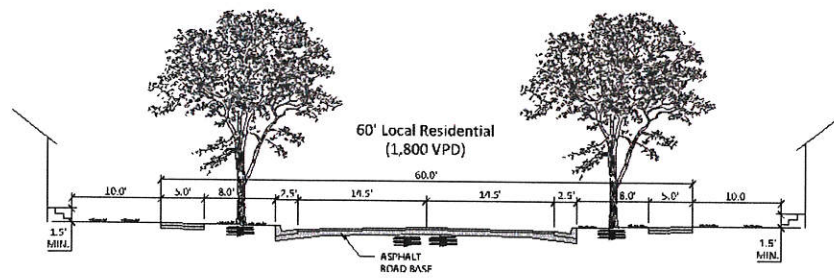 60' Local Residential
(1,800 VPD)
60.0'
10.0' 5.0' 8.0' 2.5' 14.5' 14.5' 2.5' 8.0' 5.0' 10.0
1.5' MIN. 1.5' MIN.
ASPHALT
ROAD BASE